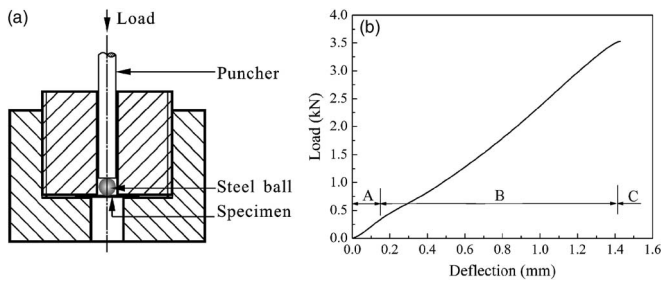 (a)
Load
Puncher
Steel ball
Specimen
(b)
Load (kN)
4.0
3.5
3.0
2.5
2.0
1.5
1.0
0.5
0.0
A
B
C
0.0 0.2 0.4 0.6 0.8 1.0 1.2 1.4 1.6
Deflection (mm)